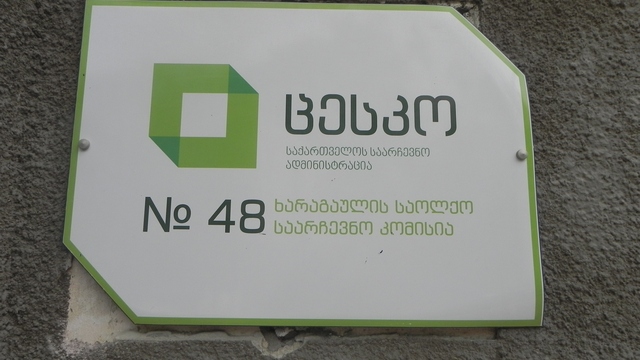 ცესკო
საქართველოს საარჩევნო
ადმინისტრაცია
№ 48 ხარაგაულის საოლქო
საარჩევნო კომისია